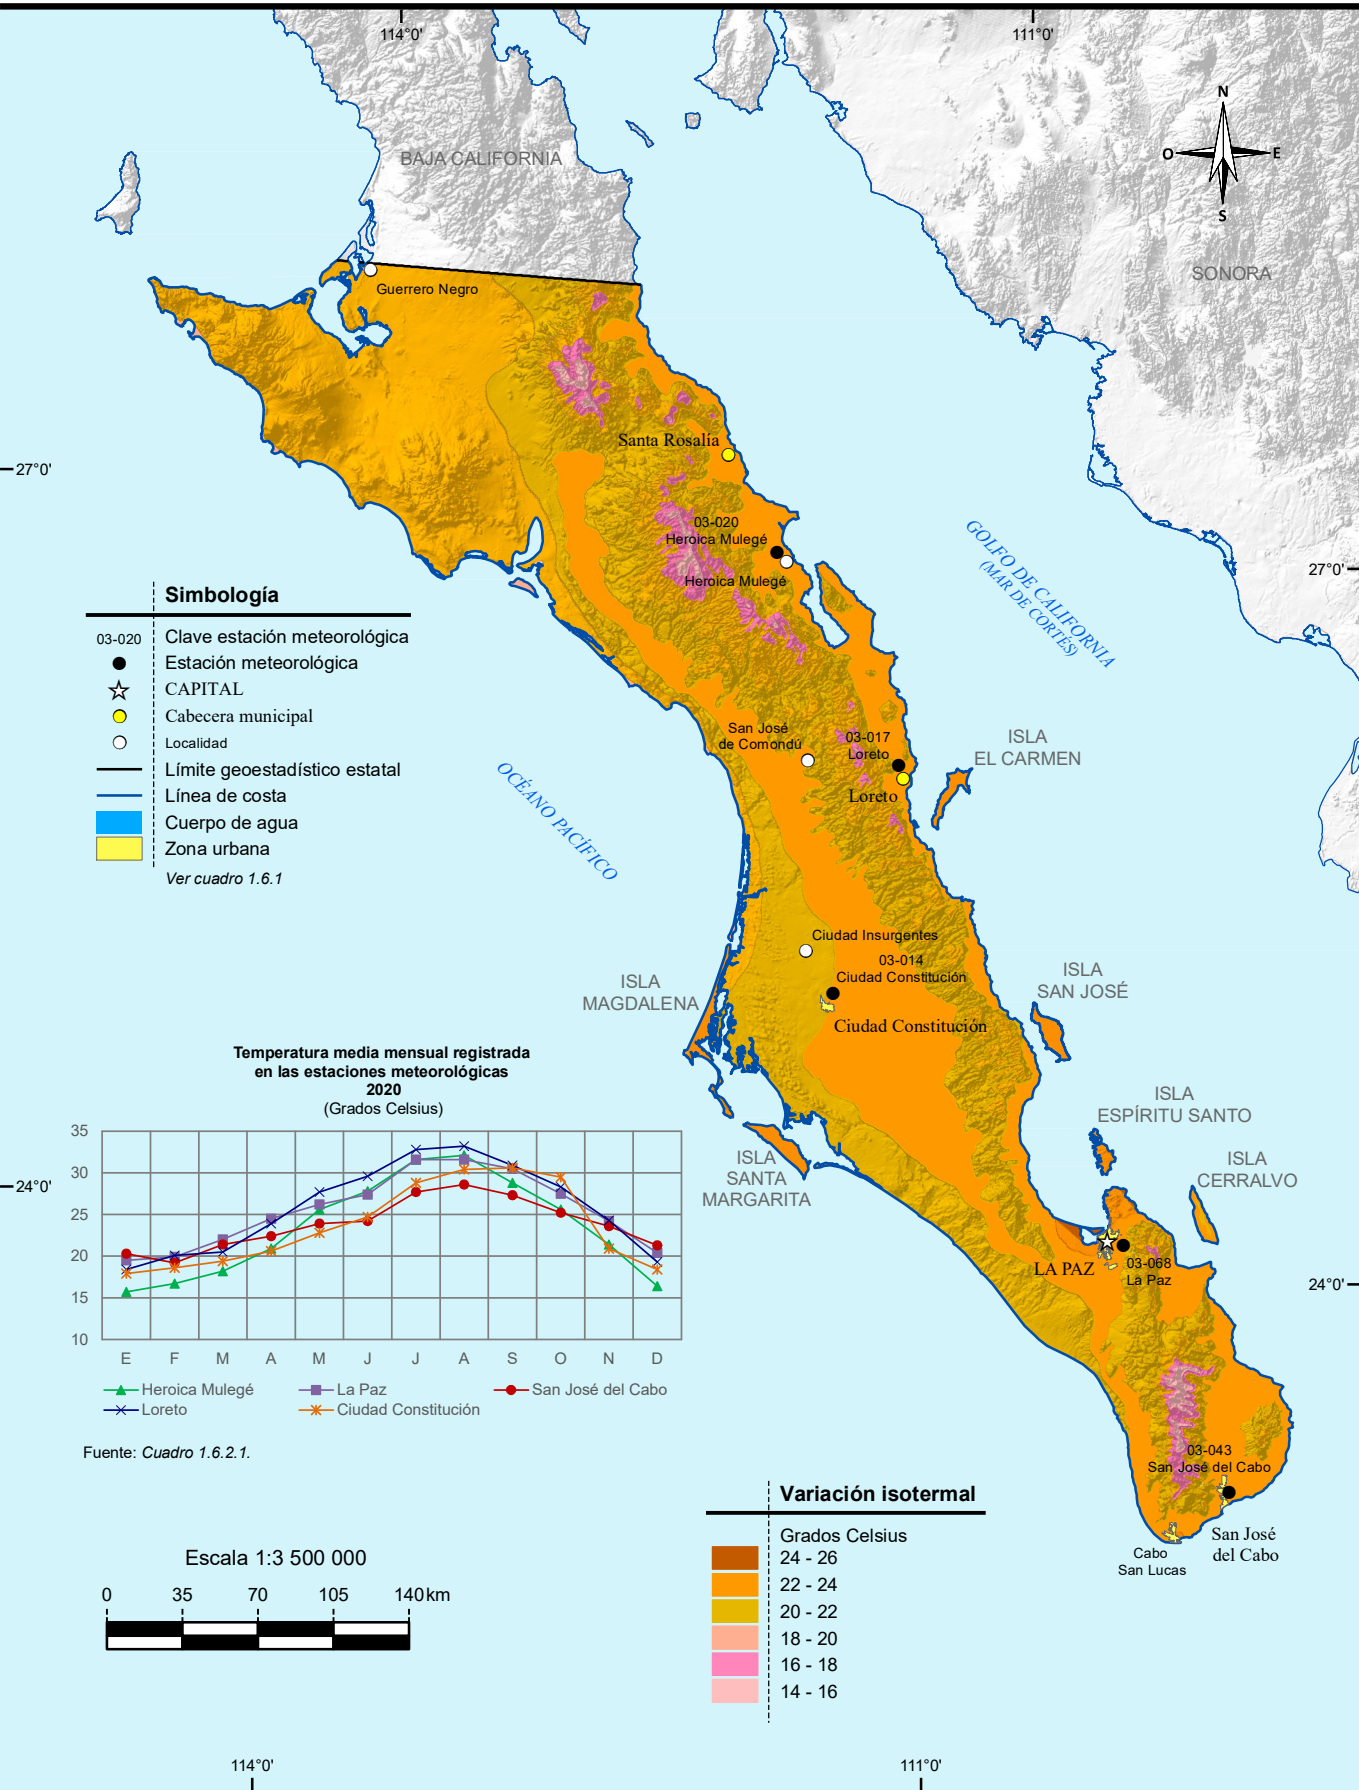 114°0'
111°0'
N
O
E
S
BAJA CALIFORNIA
SONORA
Guerrero Negro
Santa Rosalía
27°0'
03-020
Heroica Mulegé
Heroica Mulegé
GOLFO DE CALIFORNIA
(MAR DE CORTÉS)
27°0'
Simbología
03-020 Clave estación meteorológica
Estación meteorológica
CAPITAL
Cabecera municipal
Localidad
Límite geoestadístico estatal
Línea de costa
Cuerpo de agua
Zona urbana
Ver cuadro 1.6.1
San José
de Comondú
03-017
Loreto
Loreto
ISLA
EL CARMEN
OCÉANO PACÍFICO
Ciudad Insurgentes
03-014
Ciudad Constitución
Ciudad Constitución
ISLA
MAGDALENA
ISLA
SAN JOSÉ
ISLA
ESPÍRITU SANTO
ISLA
CERRALVO
ISLA
SANTA
MARGARITA
24°0'
LA PAZ
03-068
La Paz
24°0'
Temperatura media mensual registrada
en las estaciones meteorológicas
2020
(Grados Celsius)
35
30
25
20
15
10
E F M A M J J A S O N D
Heroica Mulegé La Paz San José del Cabo
Loreto Ciudad Constitución
Fuente: Cuadro 1.6.2.1.
03-043
San José del Cabo
San José
del Cabo
Cabo
San Lucas
Variación isotermal
Grados Celsius
24 - 26
22 - 24
20 - 22
18 - 20
16 - 18
14 - 16
Escala 1:3 500 000
0 35 70 105 140 km
114°0'
111°0'